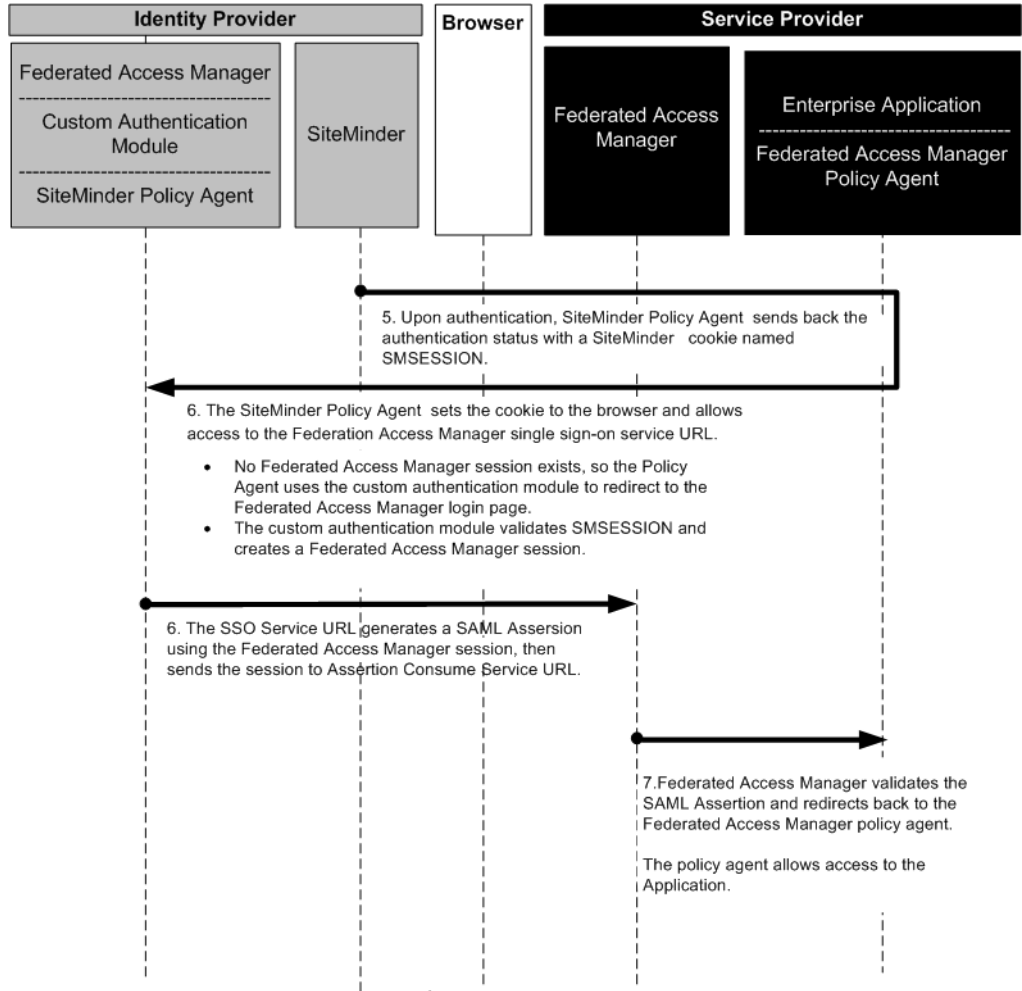 Identity Provider
Browser
Service Provider
Federated Access Manager
Custom Authentication
Module
SiteMinder Policy Agent
SiteMinder
Federated Access
Manager
Enterprise Application
Federated Access Manager
Policy Agent
5. Upon authentication, SiteMinder Policy Agent sends back the
authentication status with a SiteMinder cookie named
SMSESSION.
6. The SiteMinder Policy Agent sets the cookie to the browser and allows
access to the Federation Access Manager single sign-on service URL.
• No Federated Access Manager session exists, so the Policy
Agent uses the custom authentication module to redirect to the
Federated Access Manager login page.
• The custom authentication module validates SMSESSION and
creates a Federated Access Manager session.
6. The SSO Service URL generates a SAML Assersion
using the Federated Access Manager session, then
sends the session to Assertion Consume Service URL.
7.Federated Access Manager validates the
SAML Assertion and redirects back to the
Federated Access Manager policy agent.
The policy agent allows access to the
Application.